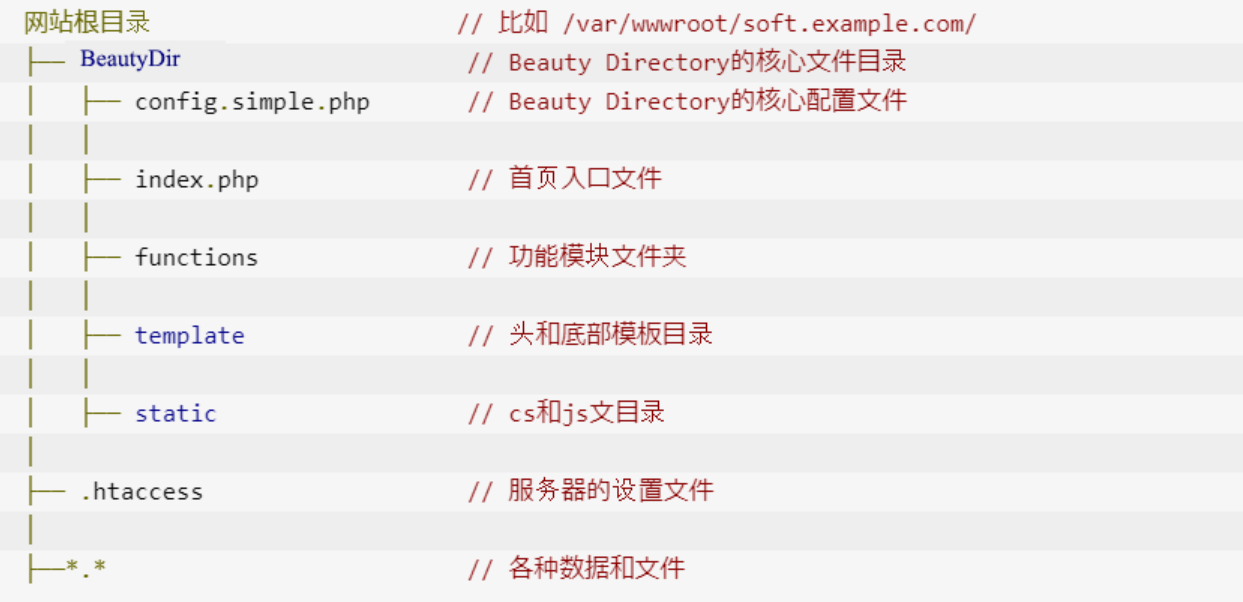 网站根目录 // 比如 /var/wwwroot/soft.example.com/
├── BeautyDir // Beauty Directory的核心文件目录
│ ├── config.simple.php // Beauty Directory的核心配置文件
│ │
│ ├── index.php // 首页入口文件
│ │
│ ├── functions // 功能模块文件夹
│ │
│ ├── template // 头和底部模板目录
│ │
│ ├── static // cs和js文目录
│
├── .htaccess // 服务器的设置文件
│
├──*.* // 各种数据和文件